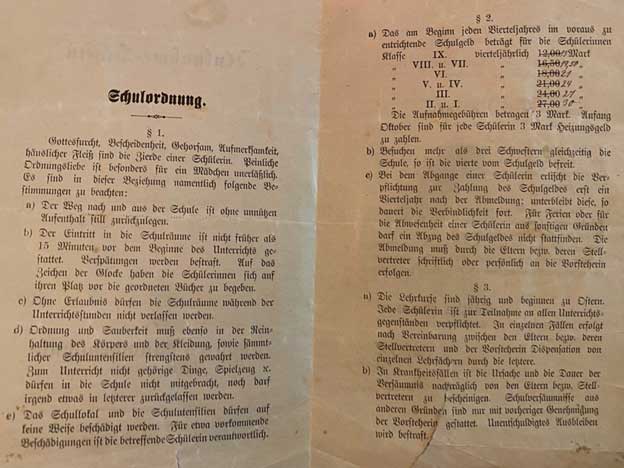 Schulordnung.
§ 1.
Gottesfurcht, Bescheidenheit, Gehorsam, Aufmerksamkeit,
häuslicher Fleiß sind die Zierde einer Schülerin. Peinliche
Ordnungsliebe ist besonders für ein Mädchen unerläßlich.
Es sind in dieser Beziehung namentlich folgende Be-
stimmungen zu beachten:
a) Der Weg nach und aus der Schule ist ohne unnützen
Aufenthalt still zurückzulegen.
b) Der Eintritt in die Schulräume ist nicht früher als
15 Minuten vor dem Beginne des Unterrichts ge-
stattet. Verspätungen werden bestraft. Auf das
Zeichen der Glocke haben die Schülerinnen sich auf
ihren Platz vor die geordneten Bücher zu begeben.
c) Ohne Erlaubnis dürfen die Schulräume während der
Unterrichtsstunden nicht verlassen werden.
d) Ordnung und Sauberkeit muß ebenso in der Rein-
haltung des Körpers und der Kleidung, sowie sämmt-
licher Schulutensilien strengstens gewahrt werden.
Zum Unterricht nicht gehörige Dinge, Spielzeug ꝛc.
dürfen in die Schule nicht mitgebracht, noch darf
irgend etwas in letzterer zurückgelassen werden.
e) Das Schullokal und die Schulutensilien dürfen auf
keine Weise beschädigt werden. Für etwa vorkommende
Beschädigungen ist die betreffende Schülerin verantwortlich.
§ 2.
a) Das am Beginn jeden Vierteljahres im voraus zu
entrichtende Schulgeld beträgt für die Schülerinnen
Klasse IX. vierteljährlich 12,00 Mark
„ VIII. u. VII. „ 16,50 19,50 „
„ VI. „ 18,00 21 „
„ V. u. IV. „ 21,00 24 „
„ III. „ 24,00 27 „
„ II. u. I. „ 27,00 30 „
Die Aufnahmegebühren betragen 3 Mark. Anfang
Oktober sind für jede Schülerin 3 Mark Heizungsgeld
zu zahlen.
b) Besuchen mehr als drei Schwestern gleichzeitig die
Schule, so ist die vierte vom Schulgeld befreit.
c) Bei dem Abgange einer Schülerin erlischt die Ver-
pflichtung zur Zahlung des Schulgeldes erst ein
Vierteljahr nach der Abmeldung; unterbleibt diese, so
dauert die Verbindlichkeit fort. Für Ferien oder für
die Abwesenheit einer Schülerin aus sonstigen Gründen
darf ein Abzug des Schulgeldes nicht stattfinden. Die
Abmeldung muß durch die Eltern bezw. deren Stell-
vertreter schriftlich oder persönlich an die Vorsteherin
erfolgen.
§ 3.
a) Die Lehrkurse sind jährig und beginnen zu Ostern.
Jede Schülerin ist zur Teilnahme an allen Unterrichts-
gegenständen verpflichtet. In einzelnen Fällen erfolgt
nach Vereinbarung zwischen den Eltern bezw. deren
Stellvertretern und der Vorsteherin Dispensation von
einzelnen Lehrfächern durch die letztere.
b) In Krankheitsfällen ist die Ursache und die Dauer der
Versäumnis nachträglich von den Eltern bezw. Stell-
vertretern zu bescheinigen. Schulversäumnisse aus
anderen Gründen sind nur mit vorheriger Genehmigung
der Vorsteherin gestattet. Unentschuldigtes Ausbleiben
wird bestraft.